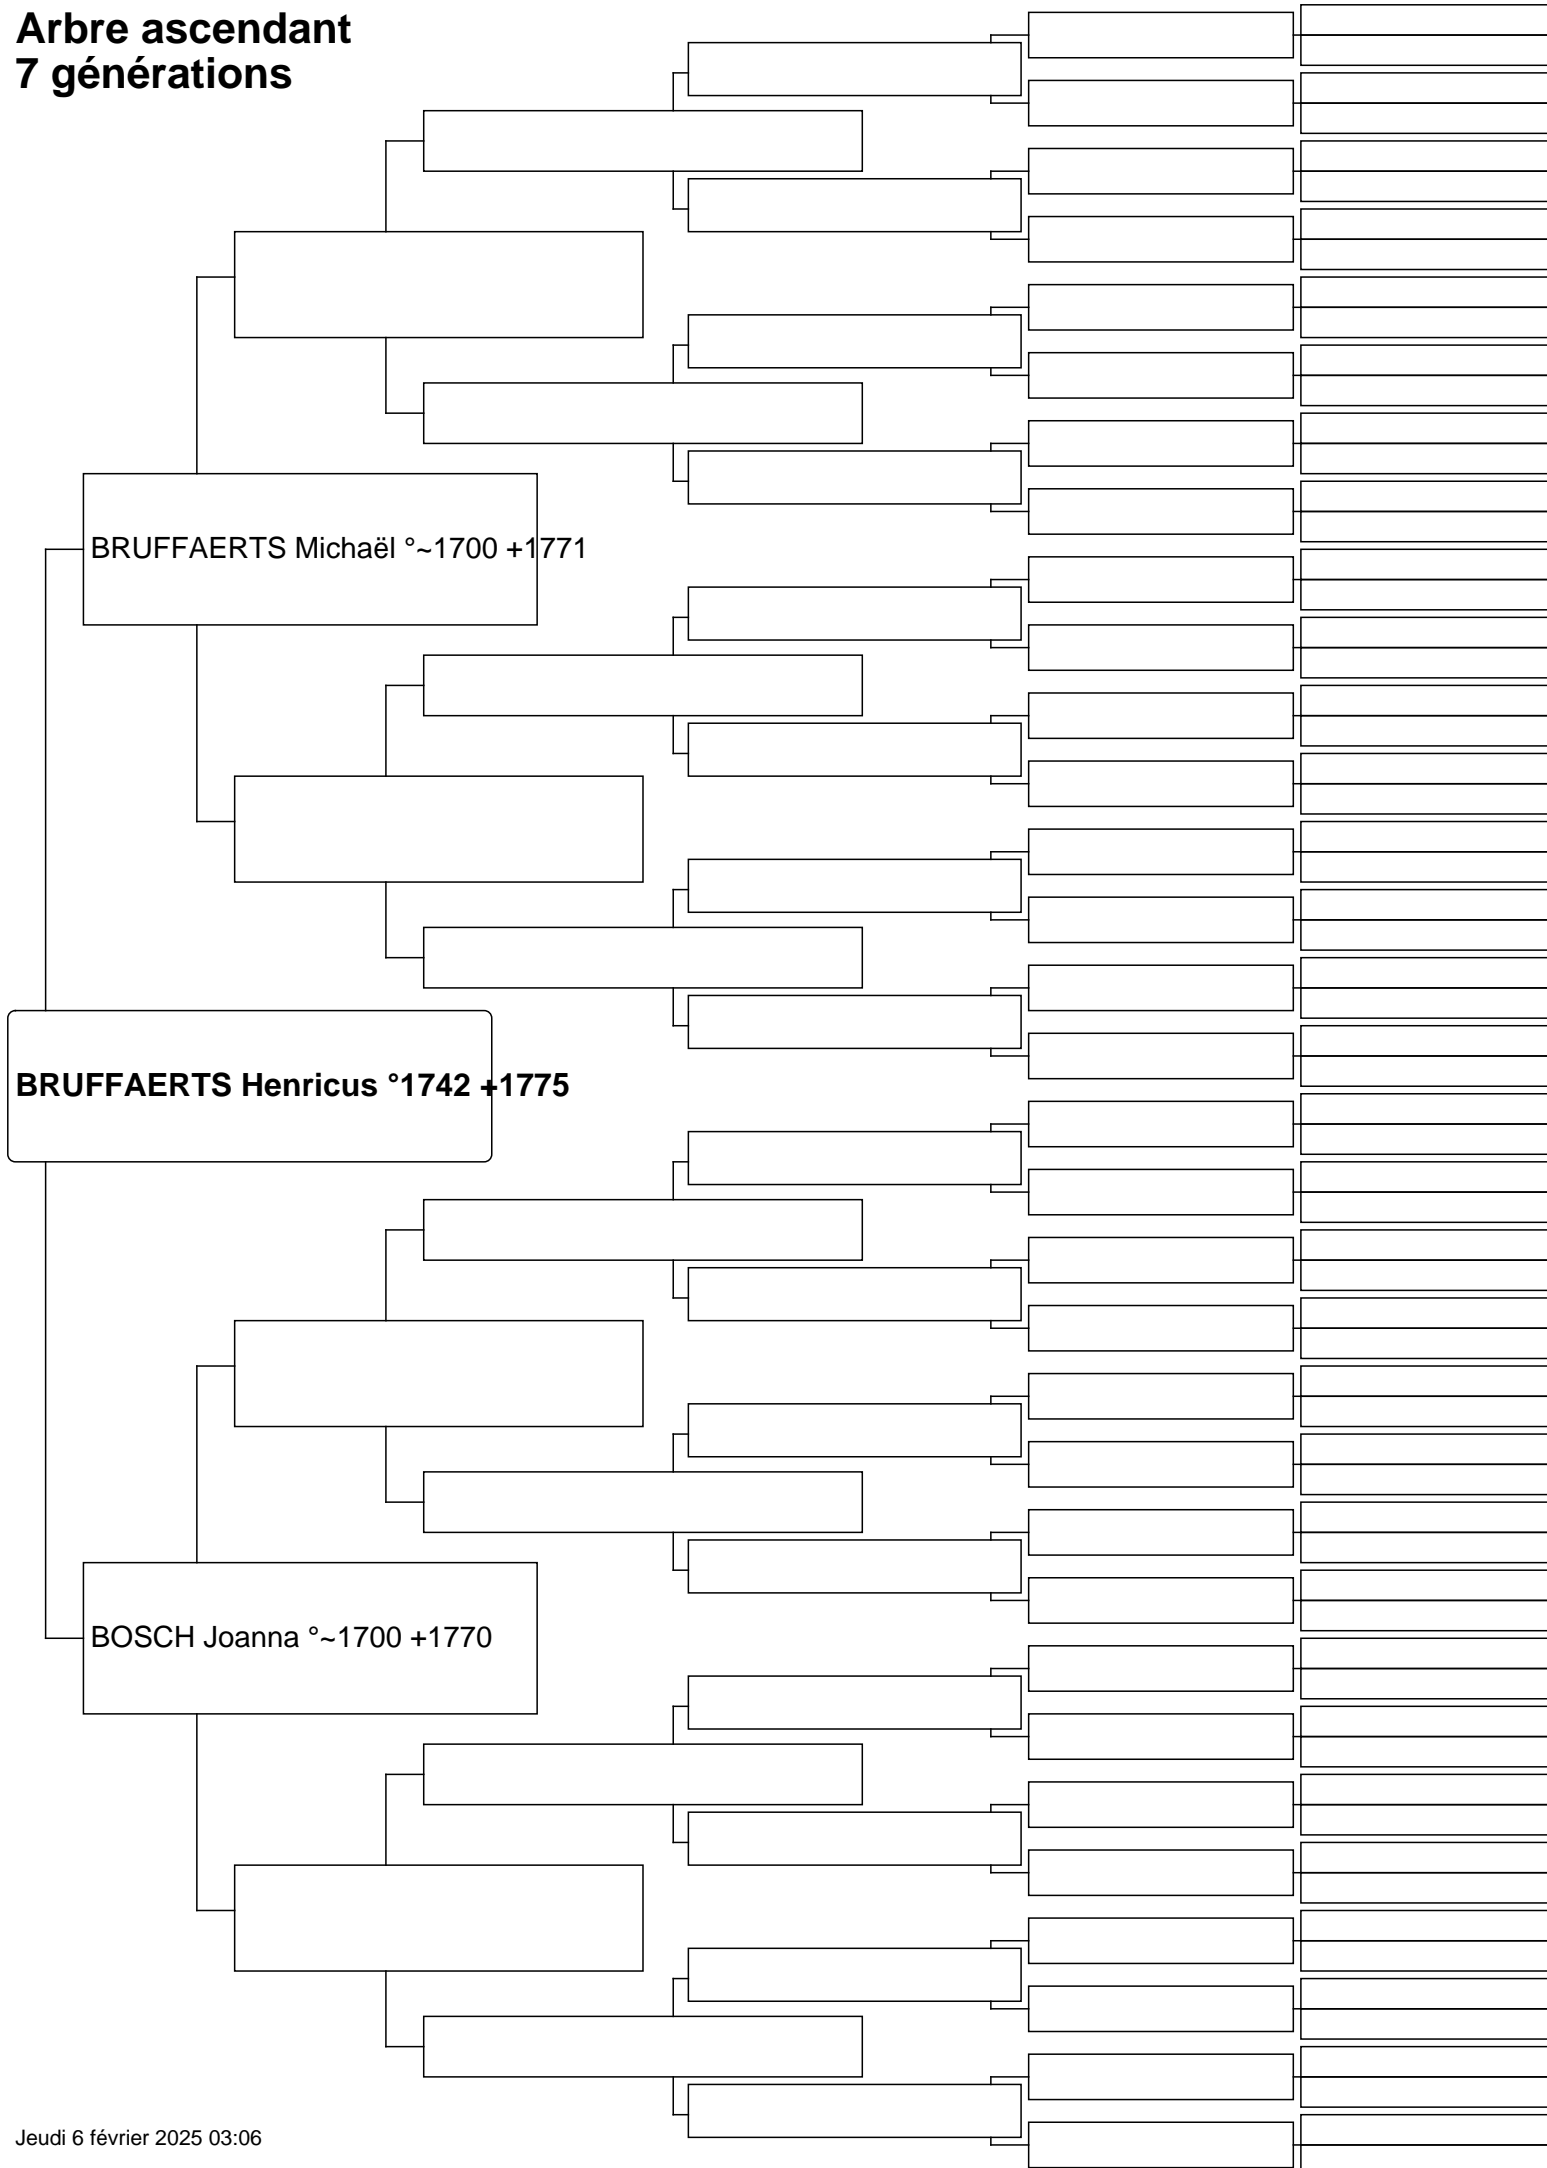 Arbre ascendant
7 générations
BRUFFAERTS Michaël °~1700 +1771
BRUFFAERTS Henricus °1742 +1775
BOSCH Joanna °~1700 +1770
Jeudi 6 février 2025 03:06